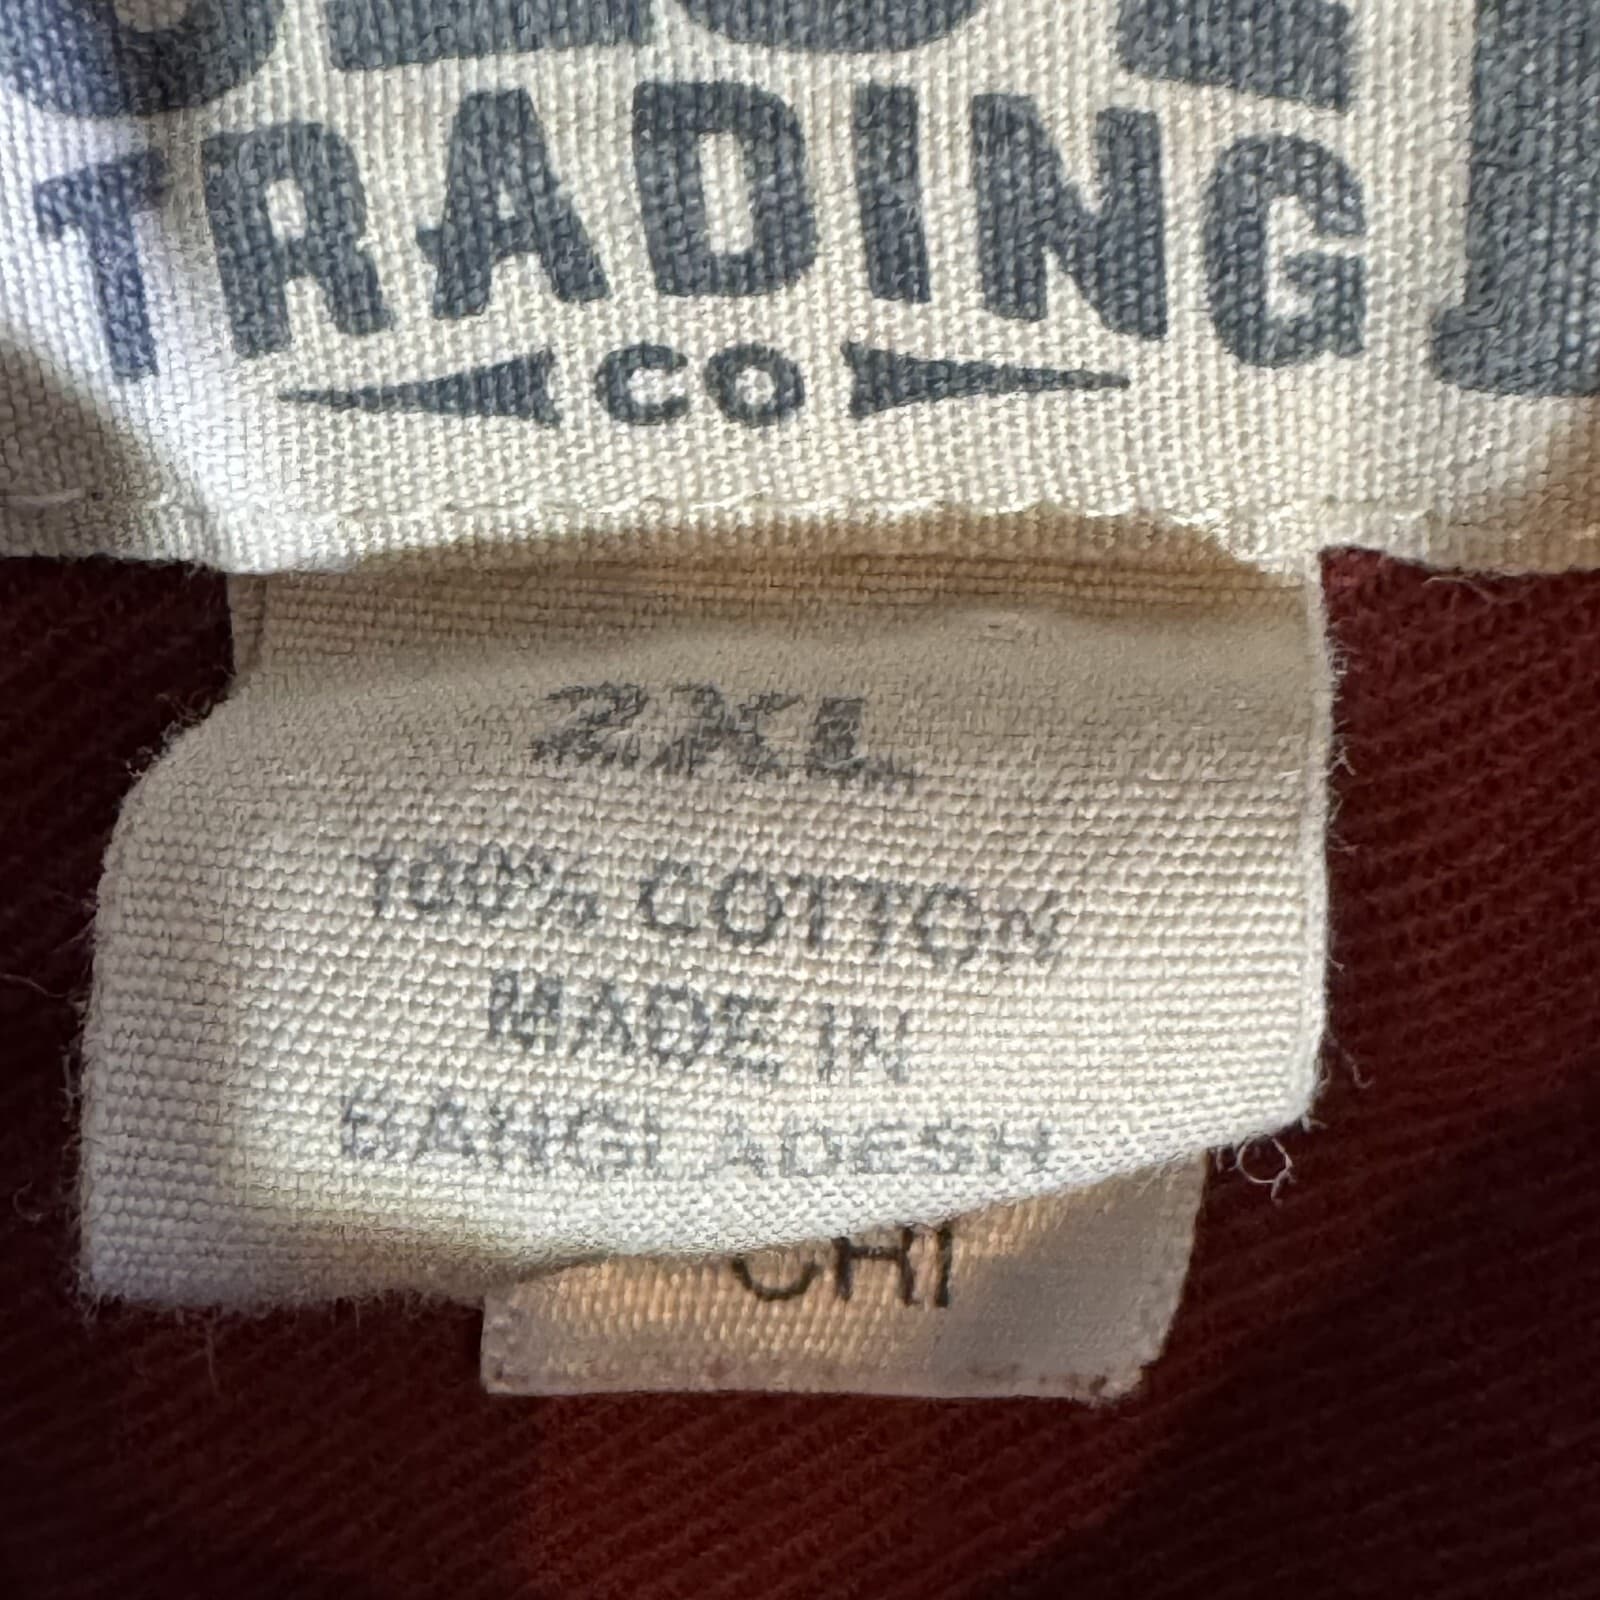 TRADING
CO
2XL
100% COTTON
MADE IN
BANGLADESH
CHI